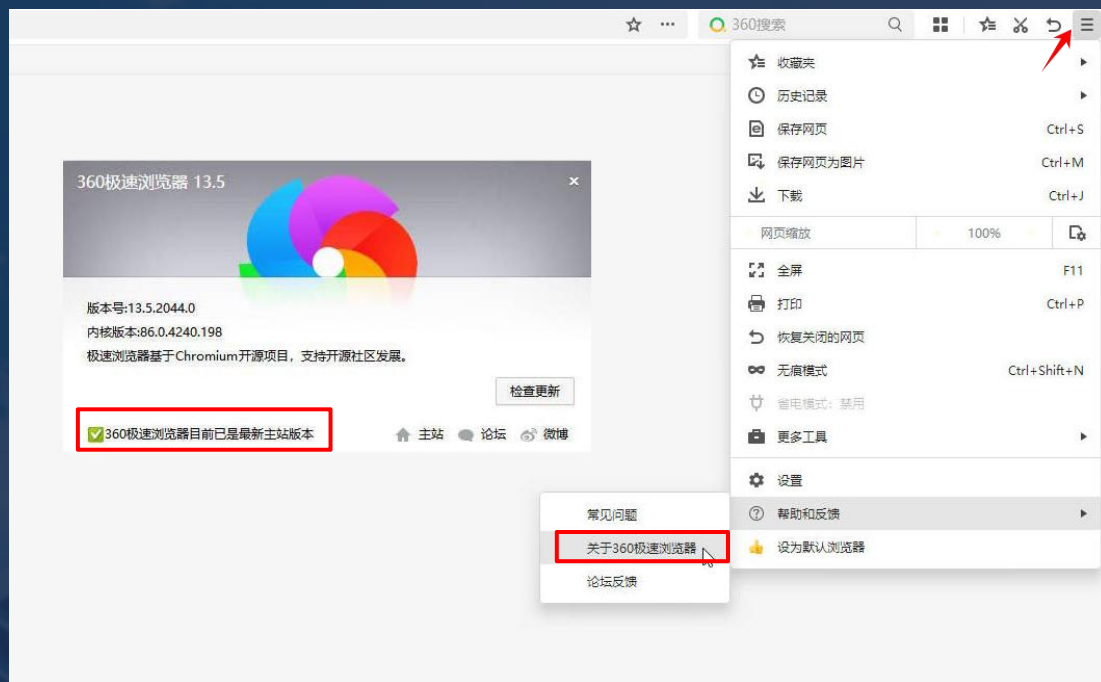 360搜索
收藏夹
历史记录
保存网页 Ctrl+S
保存网页为图片 Ctrl+M
下载 Ctrl+J
网页缩放 100%
全屏 F11
打印 Ctrl+P
恢复关闭的网页
无痕模式 Ctrl+Shift+N
省电模式：禁用
更多工具
设置
帮助和反馈
设为默认浏览器
常见问题
关于360极速浏览器
论坛反馈
360极速浏览器 13.5
版本号:13.5.2044.0
内核版本:86.0.4240.198
极速浏览器基于Chromium开源项目，支持开源社区发展。
检查更新
360极速浏览器目前已是最新主站版本 主站 论坛 微博